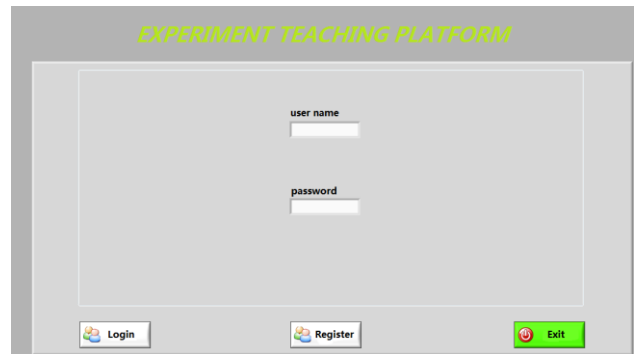 EXPERIMENT TEACHING PLATFORM
user name
password
Login
Register
Exit